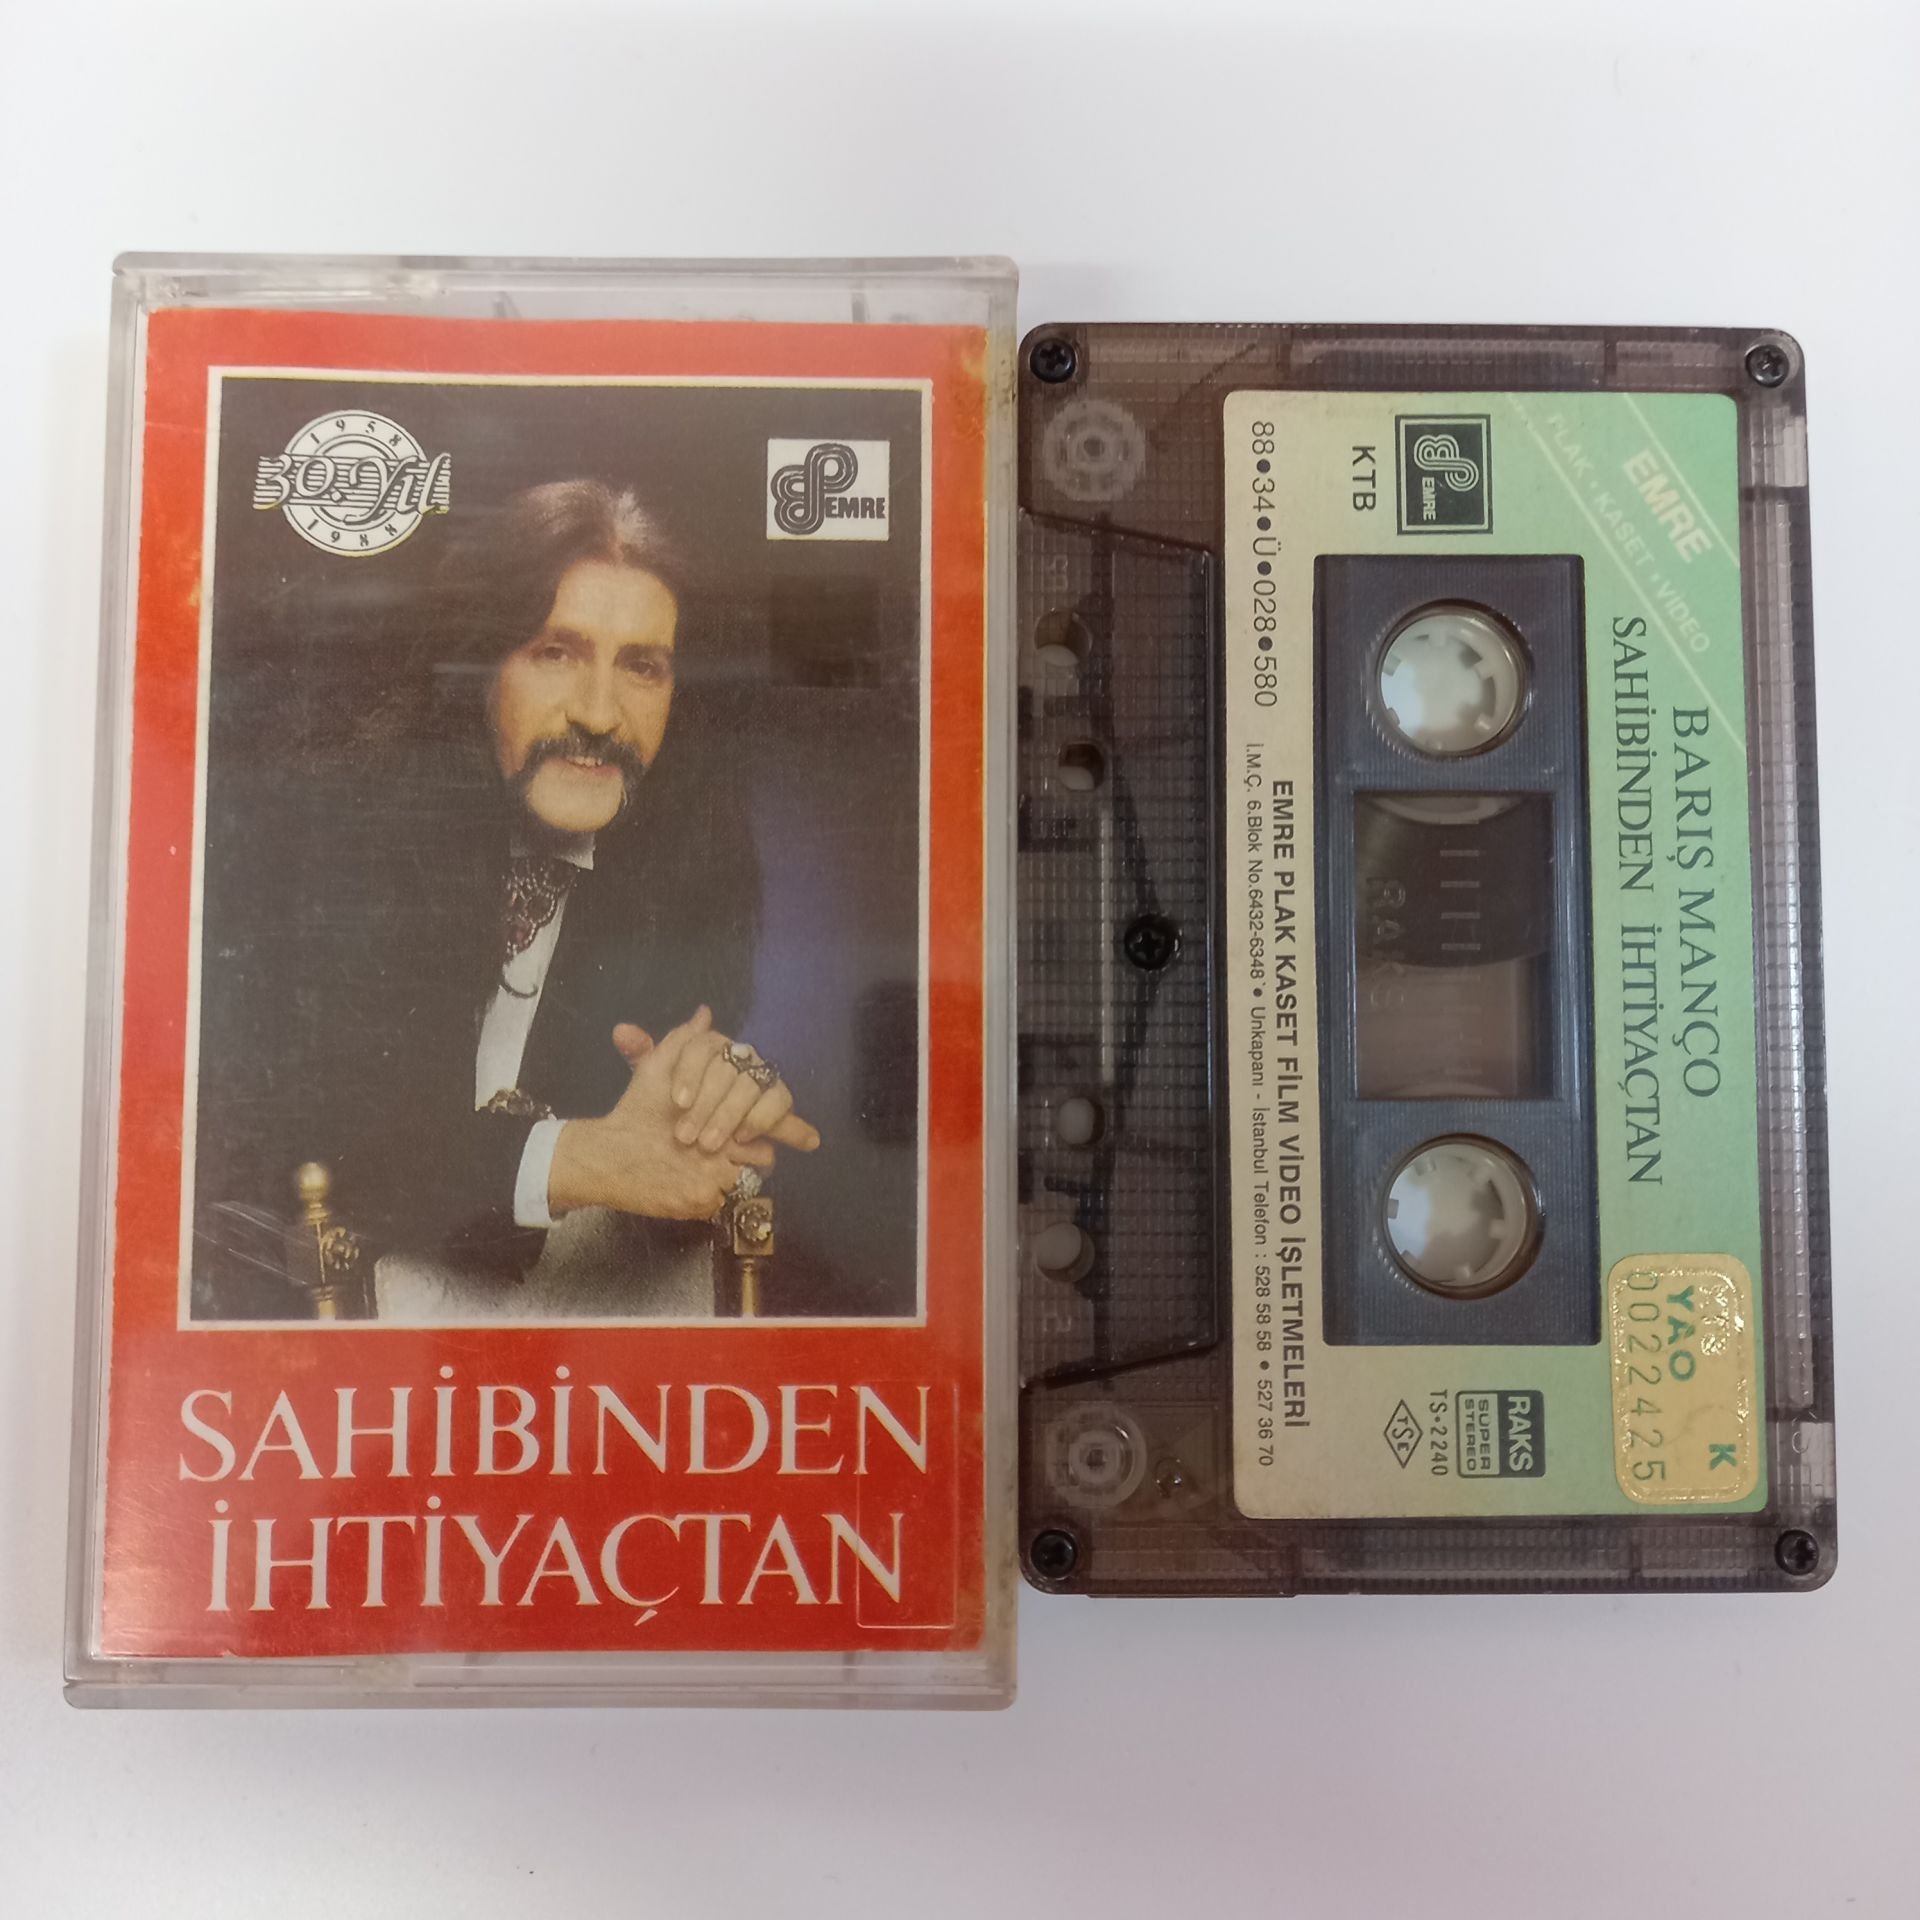 1958
30. Yıl
1988
EMRE
SAHİBİNDEN
İHTİYAÇTAN
EMRE
PLAK • KASET • VİDEO
BARIŞ MANÇO
SAHİBİNDEN İHTİYAÇTAN
EMRE
KTB
88•34•Ü•028•580
EMRE PLAK KASET FİLM VİDEO İŞLETMELERİ
İ.M.Ç. 6.Blok No.6432-6348 • Unkapanı - İstanbul Telefon : 528 58 58 • 527 36 70
RAKS
RAKS
SÜPER
STEREO
TS•2240
TSE
K
YAO
0022425